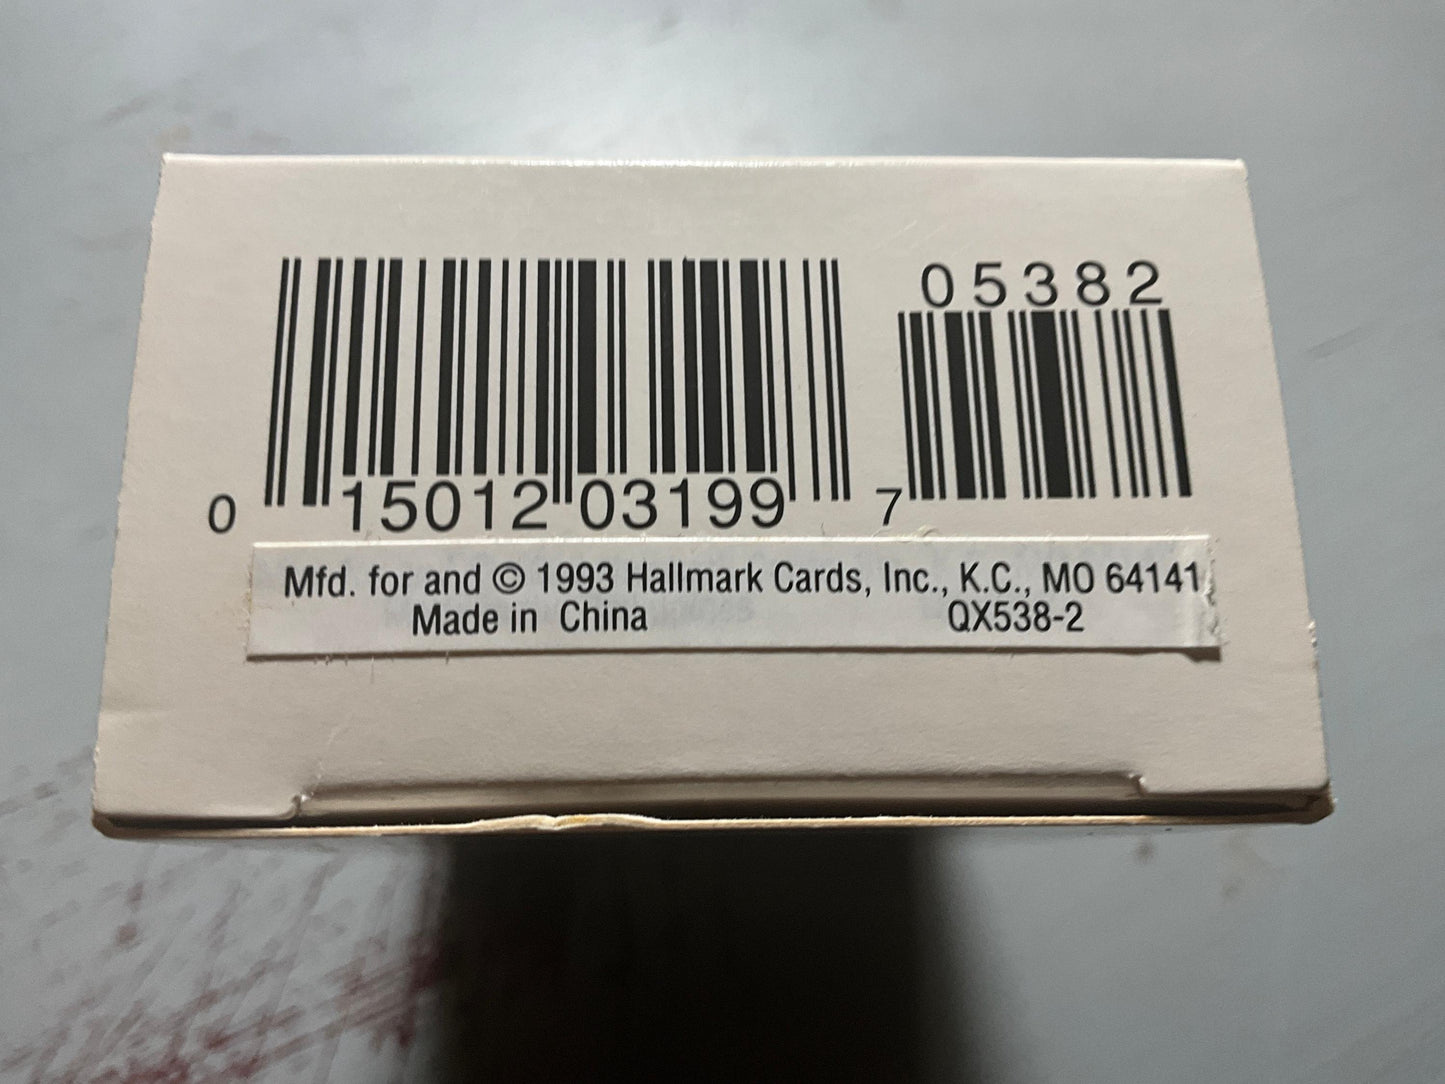 05382
0 15012 03199 7
Mfd. for and © 1993 Hallmark Cards, Inc., K.C., MO 64141
Made in China QX538-2